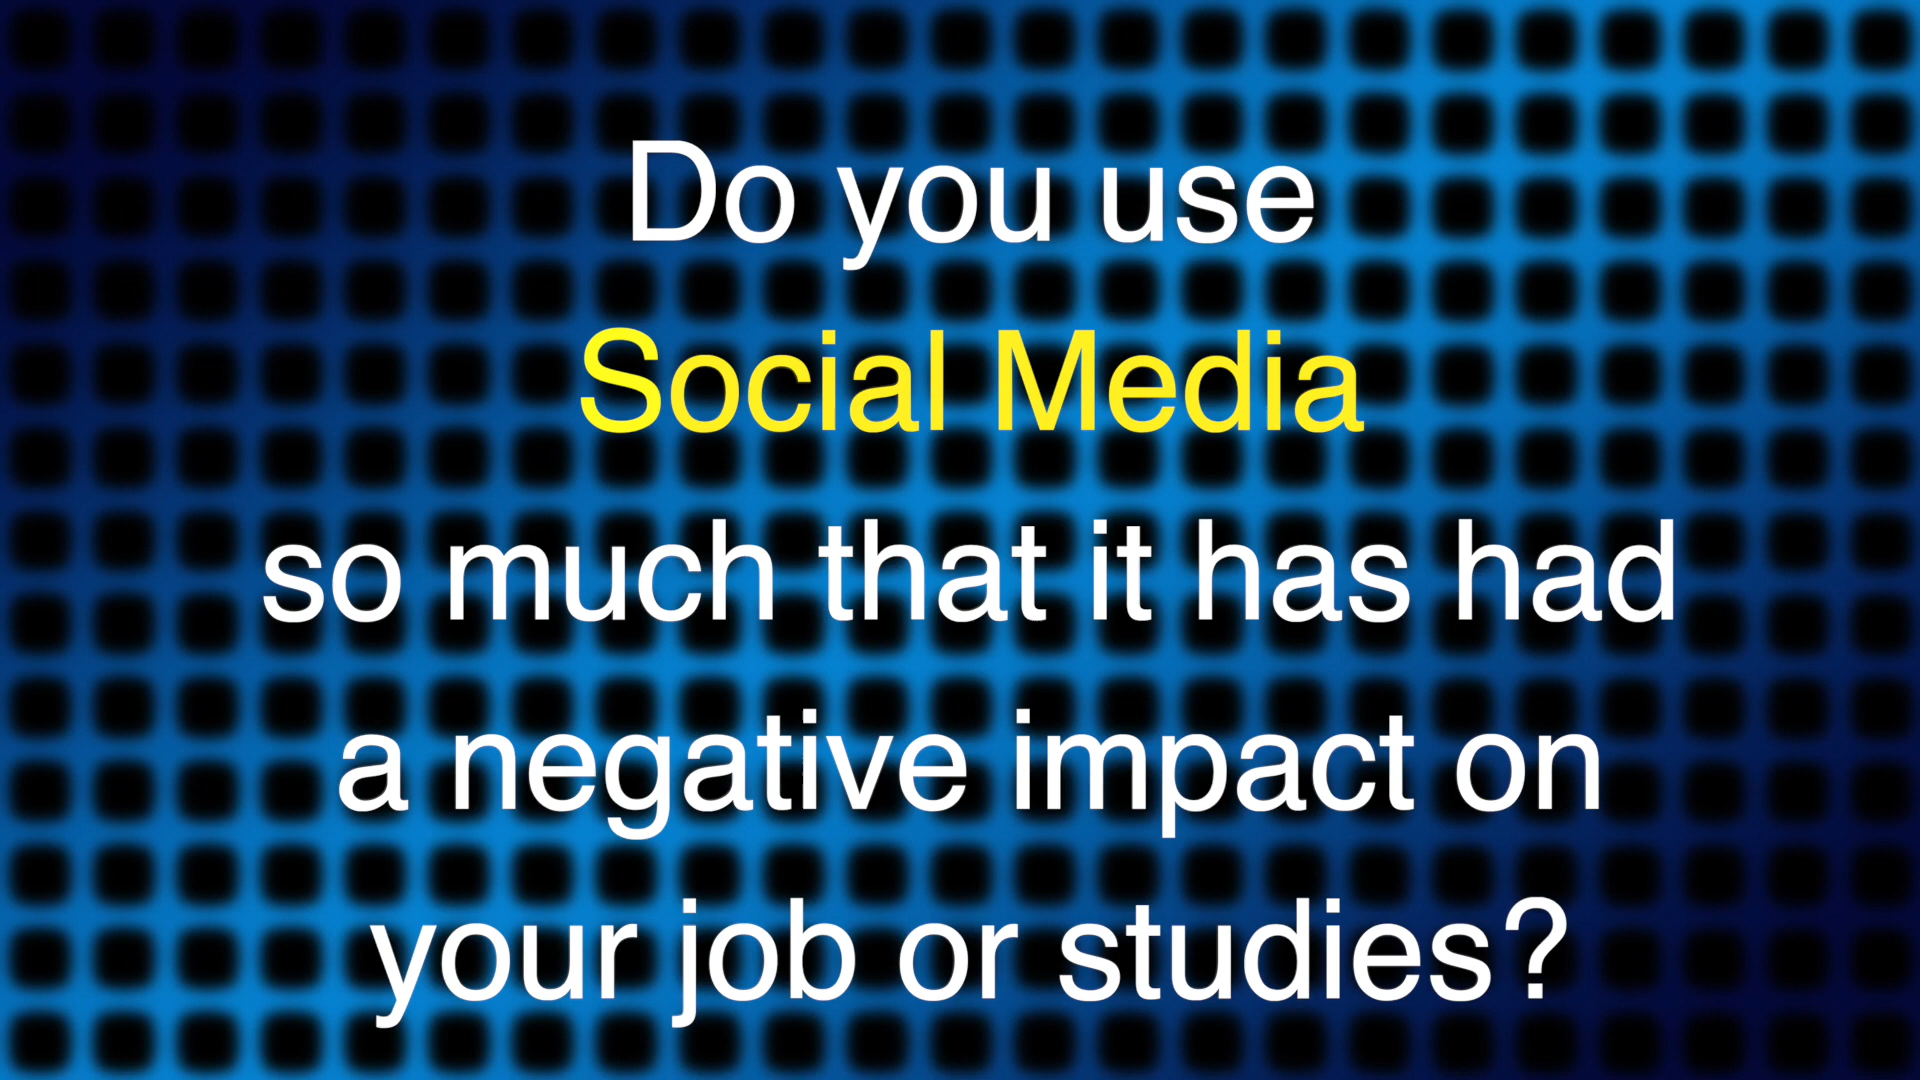 Do you use
Social Media
so much that it has had
a negative impact on
your job or studies?